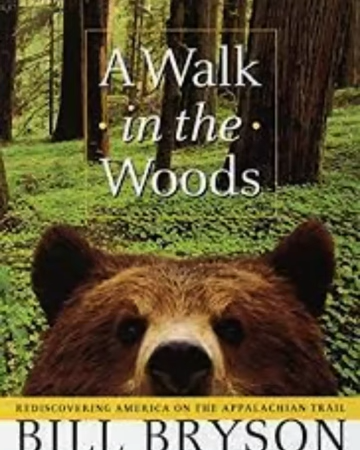 A Walk
in the
Woods
REDISCOVERING AMERICA ON THE APPALACHIAN TRAIL
BILL BRYSON